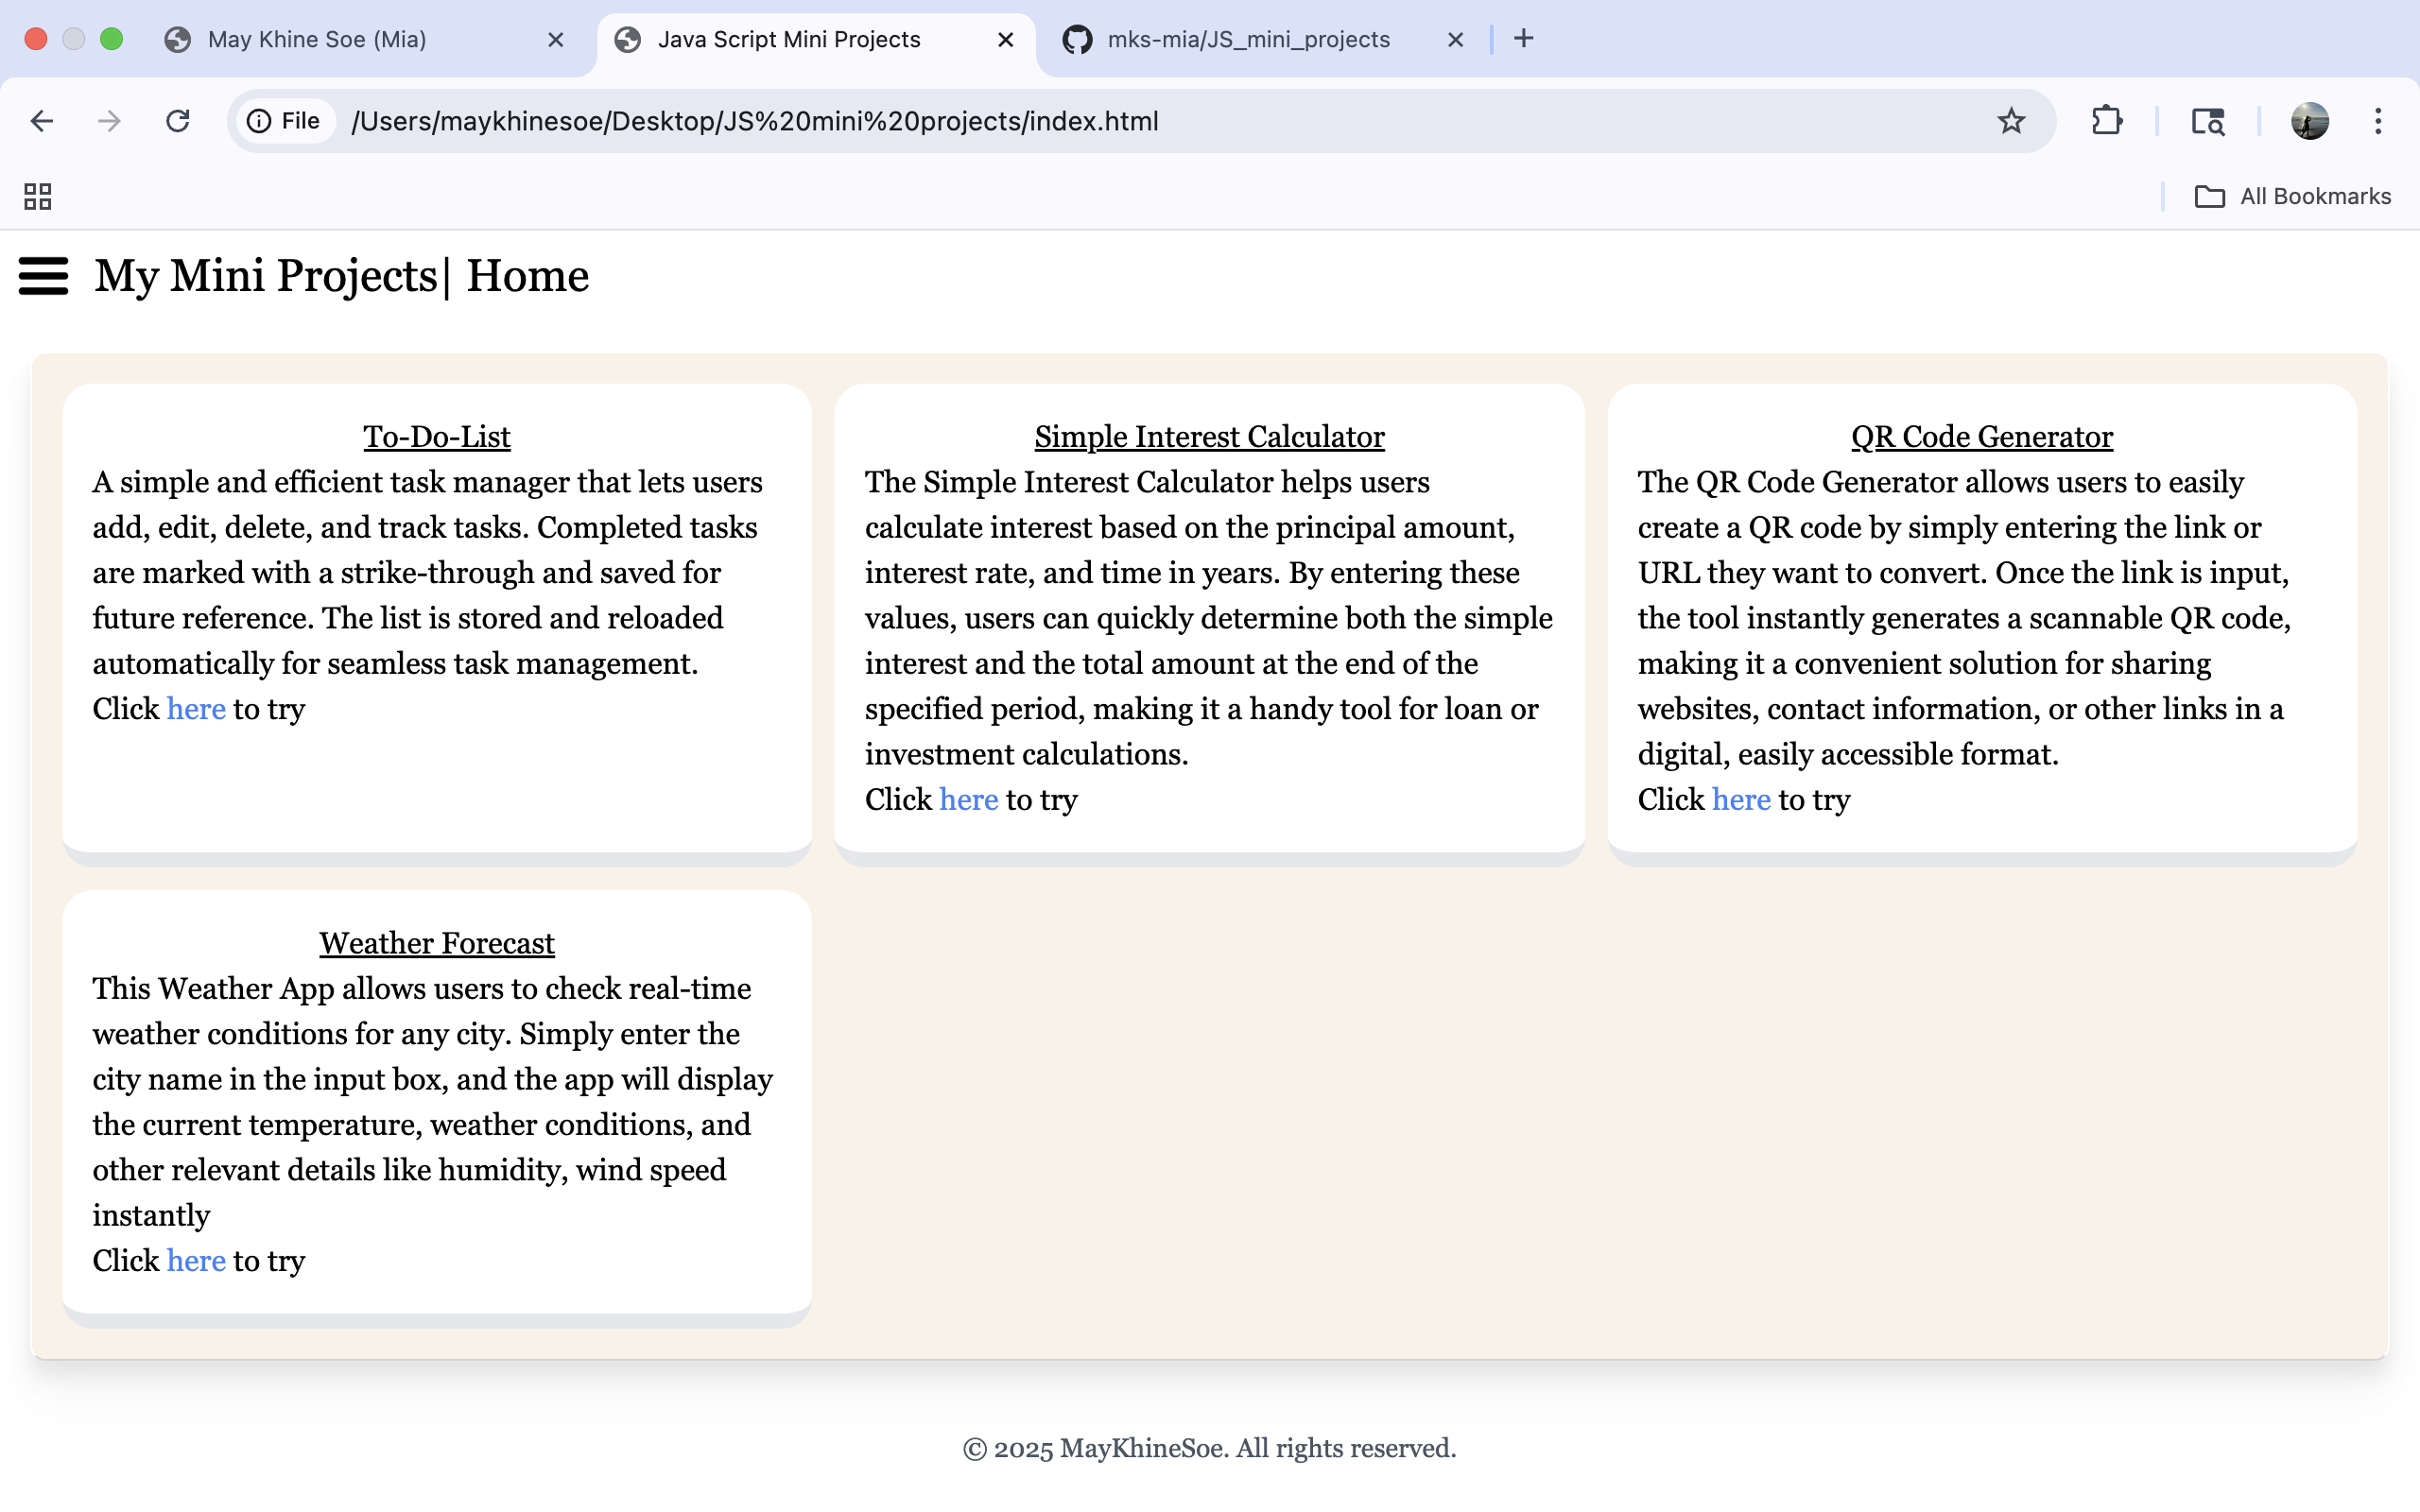 May Khine Soe (Mia)
Java Script Mini Projects
mks-mia/JS_mini_projects
File
/Users/maykhinesoe/Desktop/JS%20mini%20projects/index.html
All Bookmarks
My Mini Projects| Home
To-Do-List
A simple and efficient task manager that lets users
add, edit, delete, and track tasks. Completed tasks
are marked with a strike-through and saved for
future reference. The list is stored and reloaded
automatically for seamless task management.
Click here to try
Simple Interest Calculator
The Simple Interest Calculator helps users
calculate interest based on the principal amount,
interest rate, and time in years. By entering these
values, users can quickly determine both the simple
interest and the total amount at the end of the
specified period, making it a handy tool for loan or
investment calculations.
Click here to try
QR Code Generator
The QR Code Generator allows users to easily
create a QR code by simply entering the link or
URL they want to convert. Once the link is input,
the tool instantly generates a scannable QR code,
making it a convenient solution for sharing
websites, contact information, or other links in a
digital, easily accessible format.
Click here to try
Weather Forecast
This Weather App allows users to check real-time
weather conditions for any city. Simply enter the
city name in the input box, and the app will display
the current temperature, weather conditions, and
other relevant details like humidity, wind speed
instantly
Click here to try
© 2025 MayKhineSoe. All rights reserved.